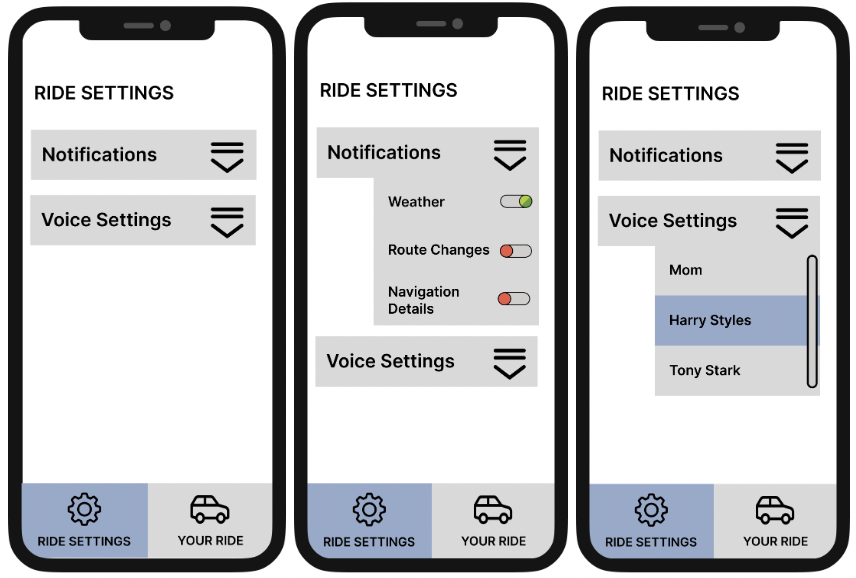 RIDE SETTINGS
Notifications
Voice Settings
RIDE SETTINGS
YOUR RIDE
RIDE SETTINGS
Notifications
Weather
Route Changes
Navigation
Details
Voice Settings
RIDE SETTINGS
YOUR RIDE
RIDE SETTINGS
Notifications
Voice Settings
Mom
Harry Styles
Tony Stark
RIDE SETTINGS
YOUR RIDE